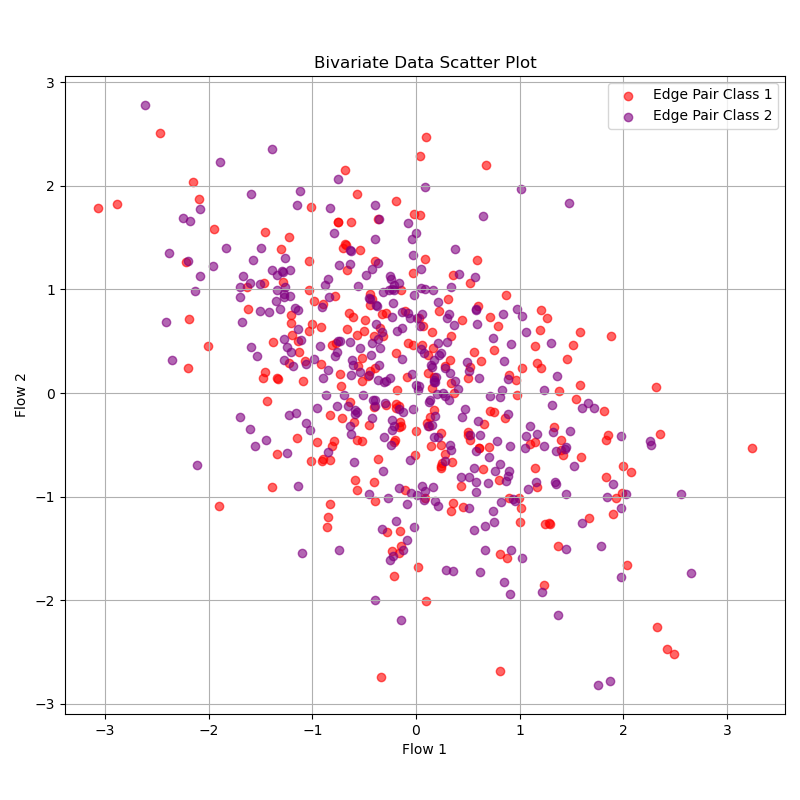 Bivariate Data Scatter Plot
Edge Pair Class 1
Edge Pair Class 2
Flow 2
3
2
1
0
−1
−2
−3
−3
−2
−1
0
1
2
3
Flow 1